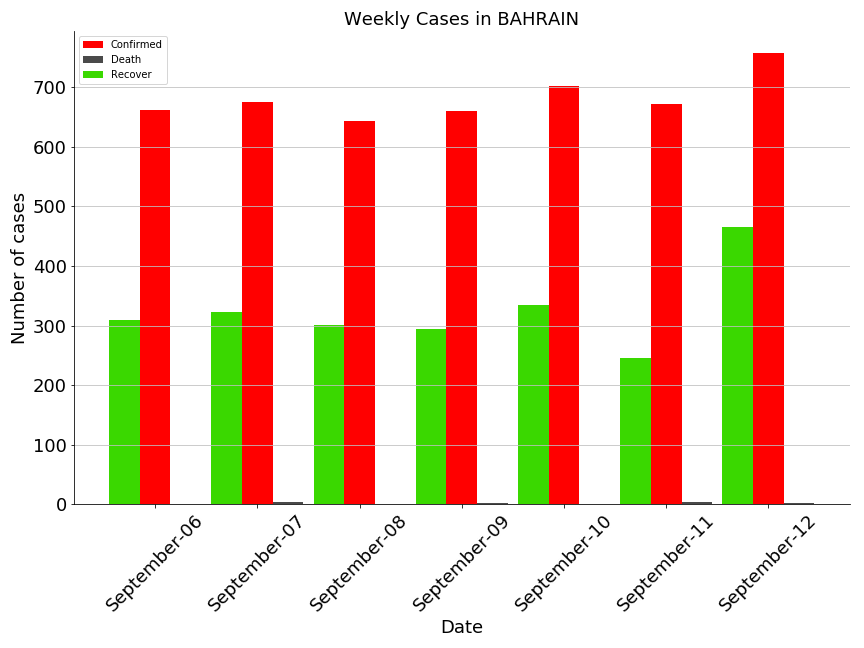 Weekly Cases in BAHRAIN
Confirmed
Death
Recover
Number of cases
700
600
500
400
300
200
100
0
September-06
September-07
September-08
September-09
September-10
September-11
September-12
Date